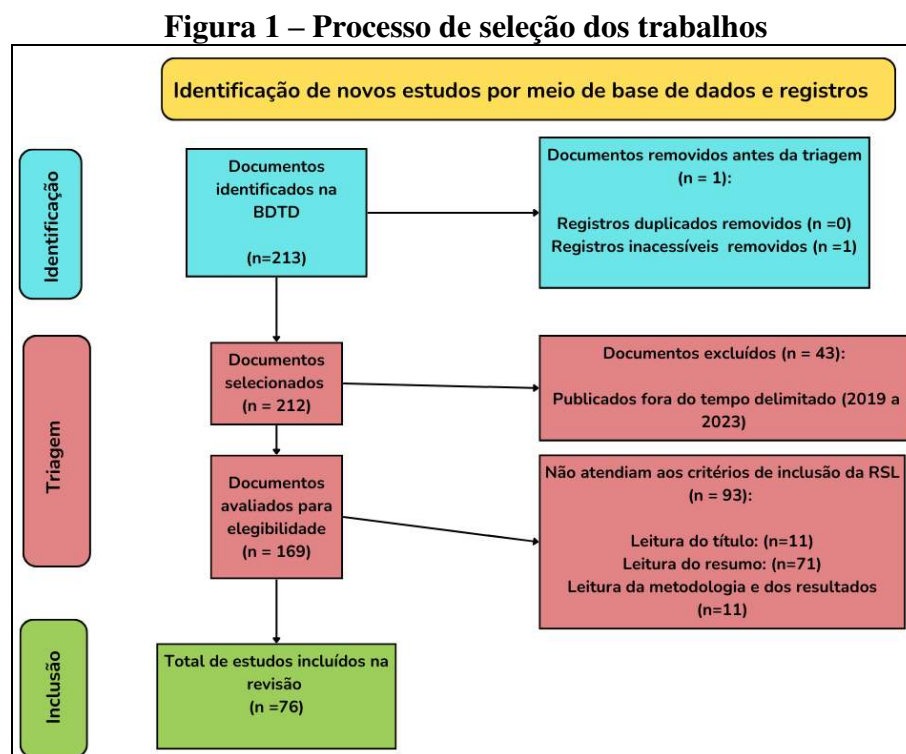 Figura 1 – Processo de seleção dos trabalhos
Identificação de novos estudos por meio de base de dados e registros
Identificação
Documentos
identificados na
BDTD
(n=213)
Documentos removidos antes da triagem
(n = 1):
Registros duplicados removidos (n =0)
Registros inacessíveis removidos (n =1)
Triagem
Documentos
selecionados
(n = 212)
Documentos excluídos (n = 43):
Publicados fora do tempo delimitado (2019 a
2023)
Documentos
avaliados para
elegibilidade
(n = 169)
Não atendiam aos critérios de inclusão da RSL
(n = 93):
Leitura do título: (n=11)
Leitura do resumo: (n=71)
Leitura da metodologia e dos resultados
(n=11)
Inclusão
Total de estudos incluídos na
revisão
(n =76)